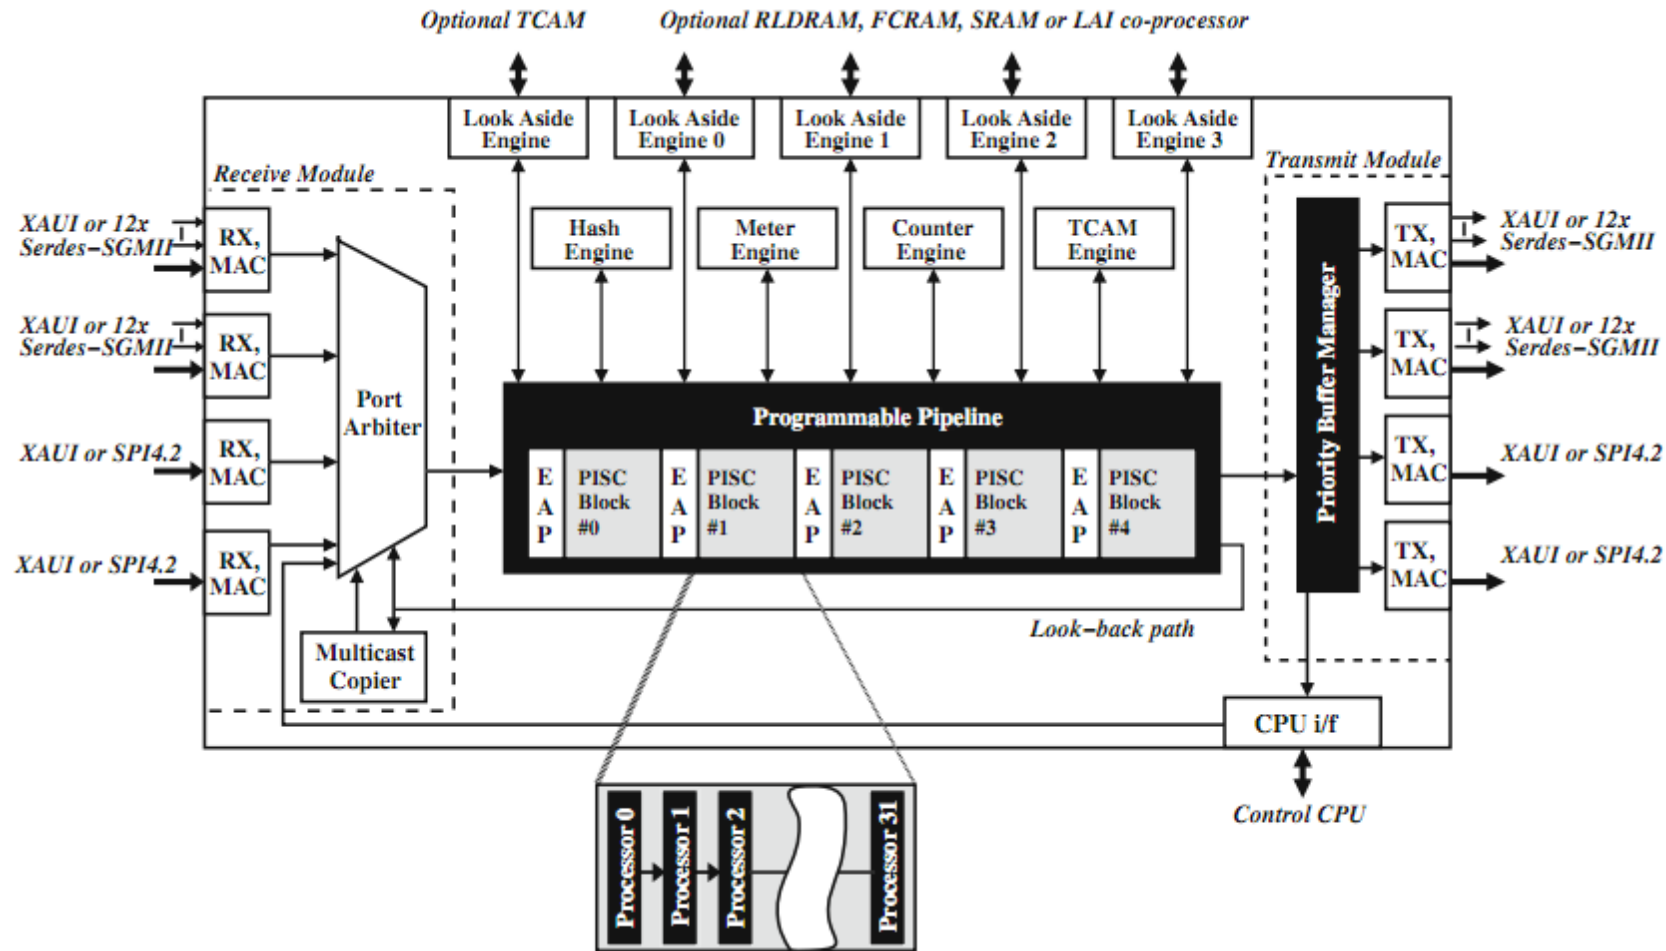 Optional TCAM
Optional RLDRAM, FCRAM, SRAM or LAI co-processor
Look Aside
Engine
Look Aside
Engine 0
Look Aside
Engine 1
Look Aside
Engine 2
Look Aside
Engine 3
Receive Module
Transmit Module
Hash
Engine
Meter
Engine
Counter
Engine
TCAM
Engine
XAUI or 12x
Serdes-SGMII
RX,
MAC
XAUI or 12x
Serdes-SGMII
RX,
MAC
XAUI or SPI4.2
RX,
MAC
XAUI or SPI4.2
RX,
MAC
Port
Arbiter
Multicast
Copier
Programmable Pipeline
E
A
P
PISC
Block
#0
E
A
P
PISC
Block
#1
E
A
P
PISC
Block
#2
E
A
P
PISC
Block
#3
E
A
P
PISC
Block
#4
Look-back path
Priority Buffer Manager
TX,
MAC
XAUI or 12x
Serdes-SGMII
TX,
MAC
XAUI or 12x
Serdes-SGMII
TX,
MAC
XAUI or SPI4.2
TX,
MAC
XAUI or SPI4.2
CPU i/f
Control CPU
Processor 0
Processor 1
Processor 2
Processor 31